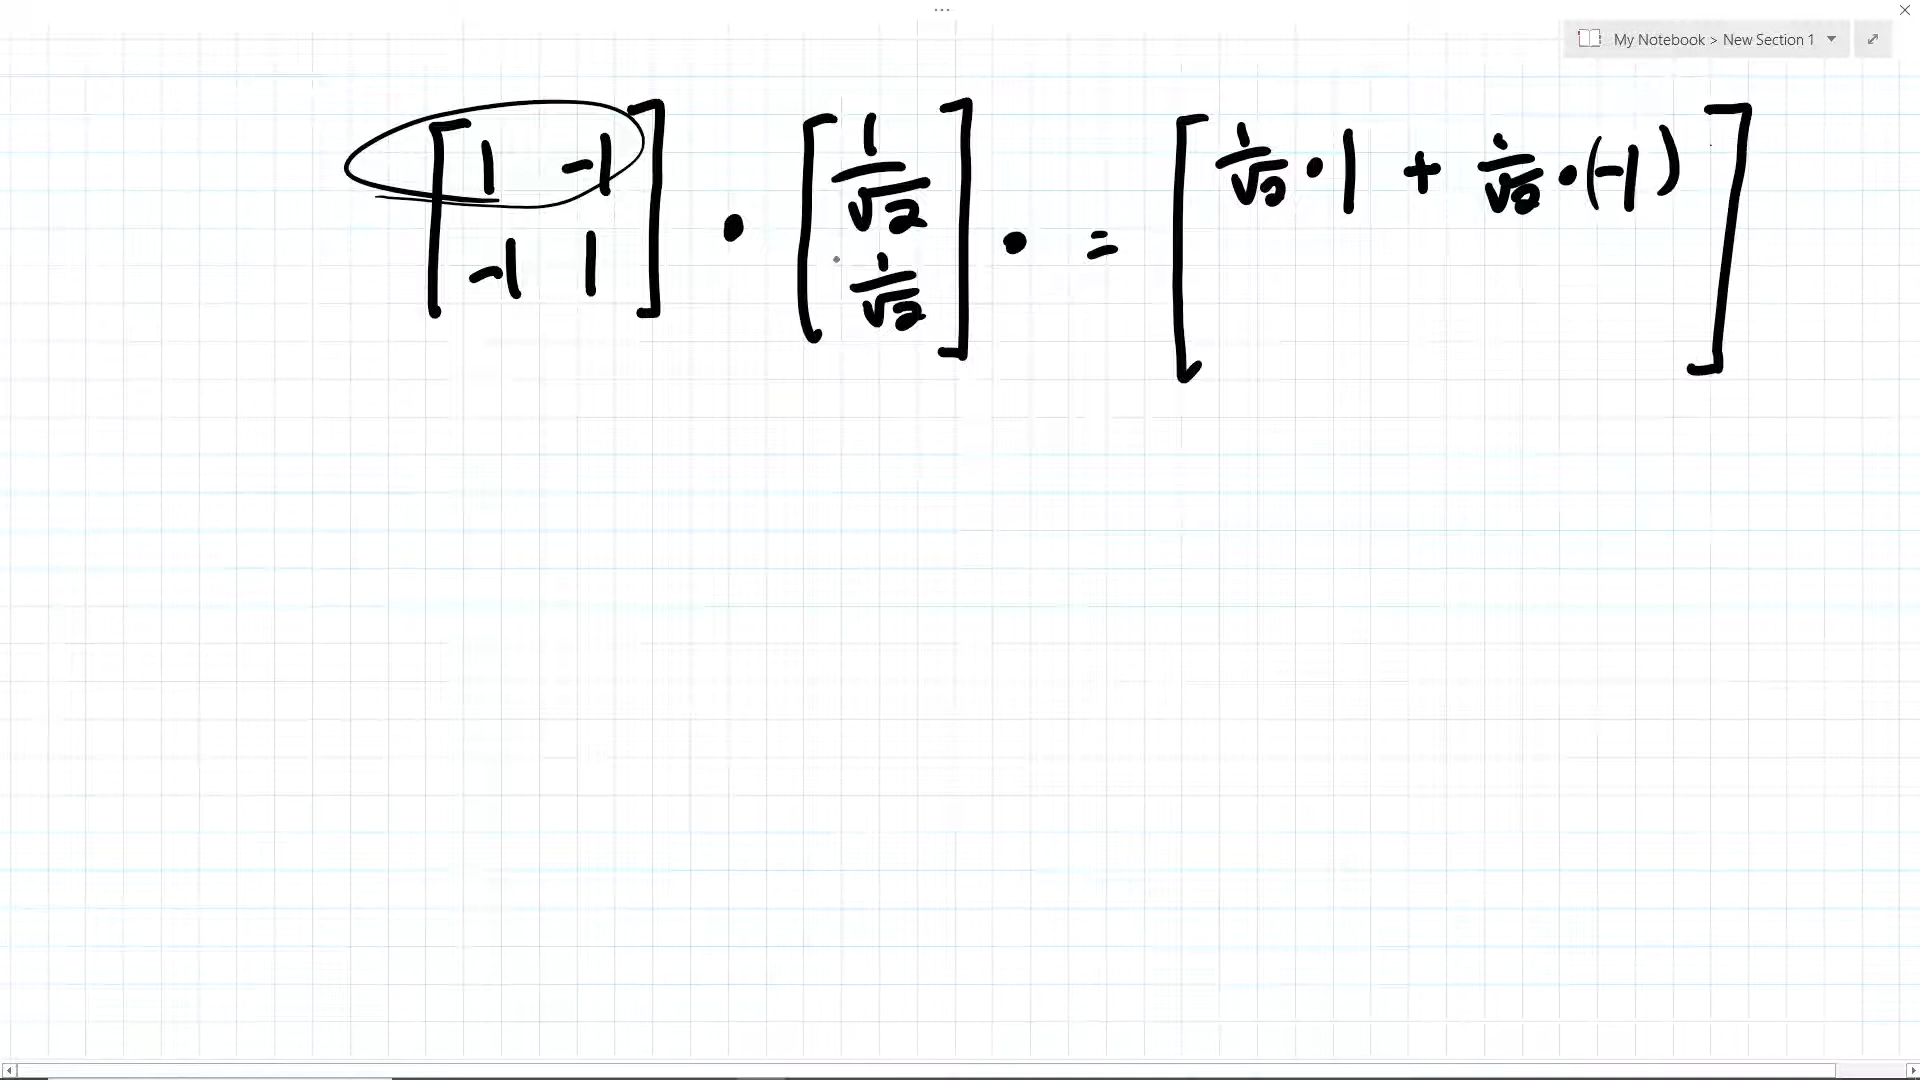 ...
My Notebook > New Section 1
[1 -1
-1 1] • [1/√2
1/√2] • = [1/√2 • 1 + 1/√2 • (-1)]